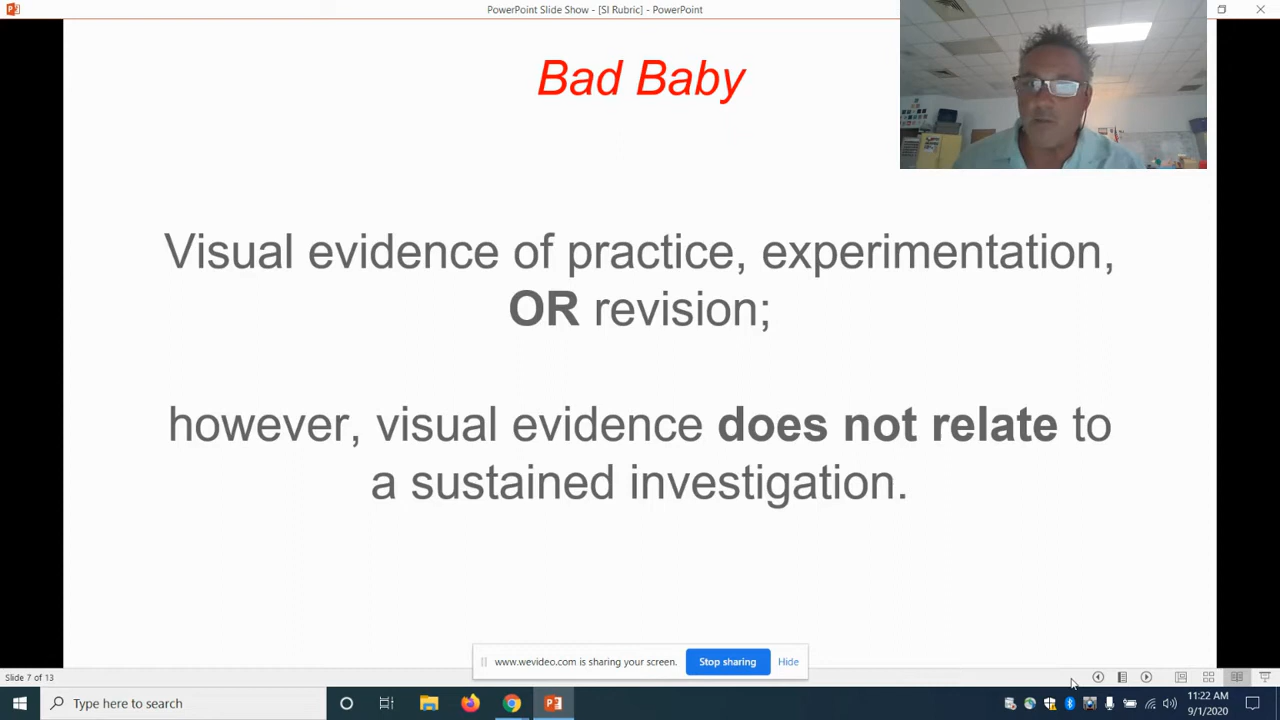 PowerPoint Slide Show - [SI Rubric] - PowerPoint
Bad Baby
Visual evidence of practice, experimentation,
OR revision;
however, visual evidence does not relate to
a sustained investigation.
www.wevideo.com is sharing your screen.
Stop sharing
Hide
Slide 7 of 13
Type here to search
11:22 AM
9/1/2020